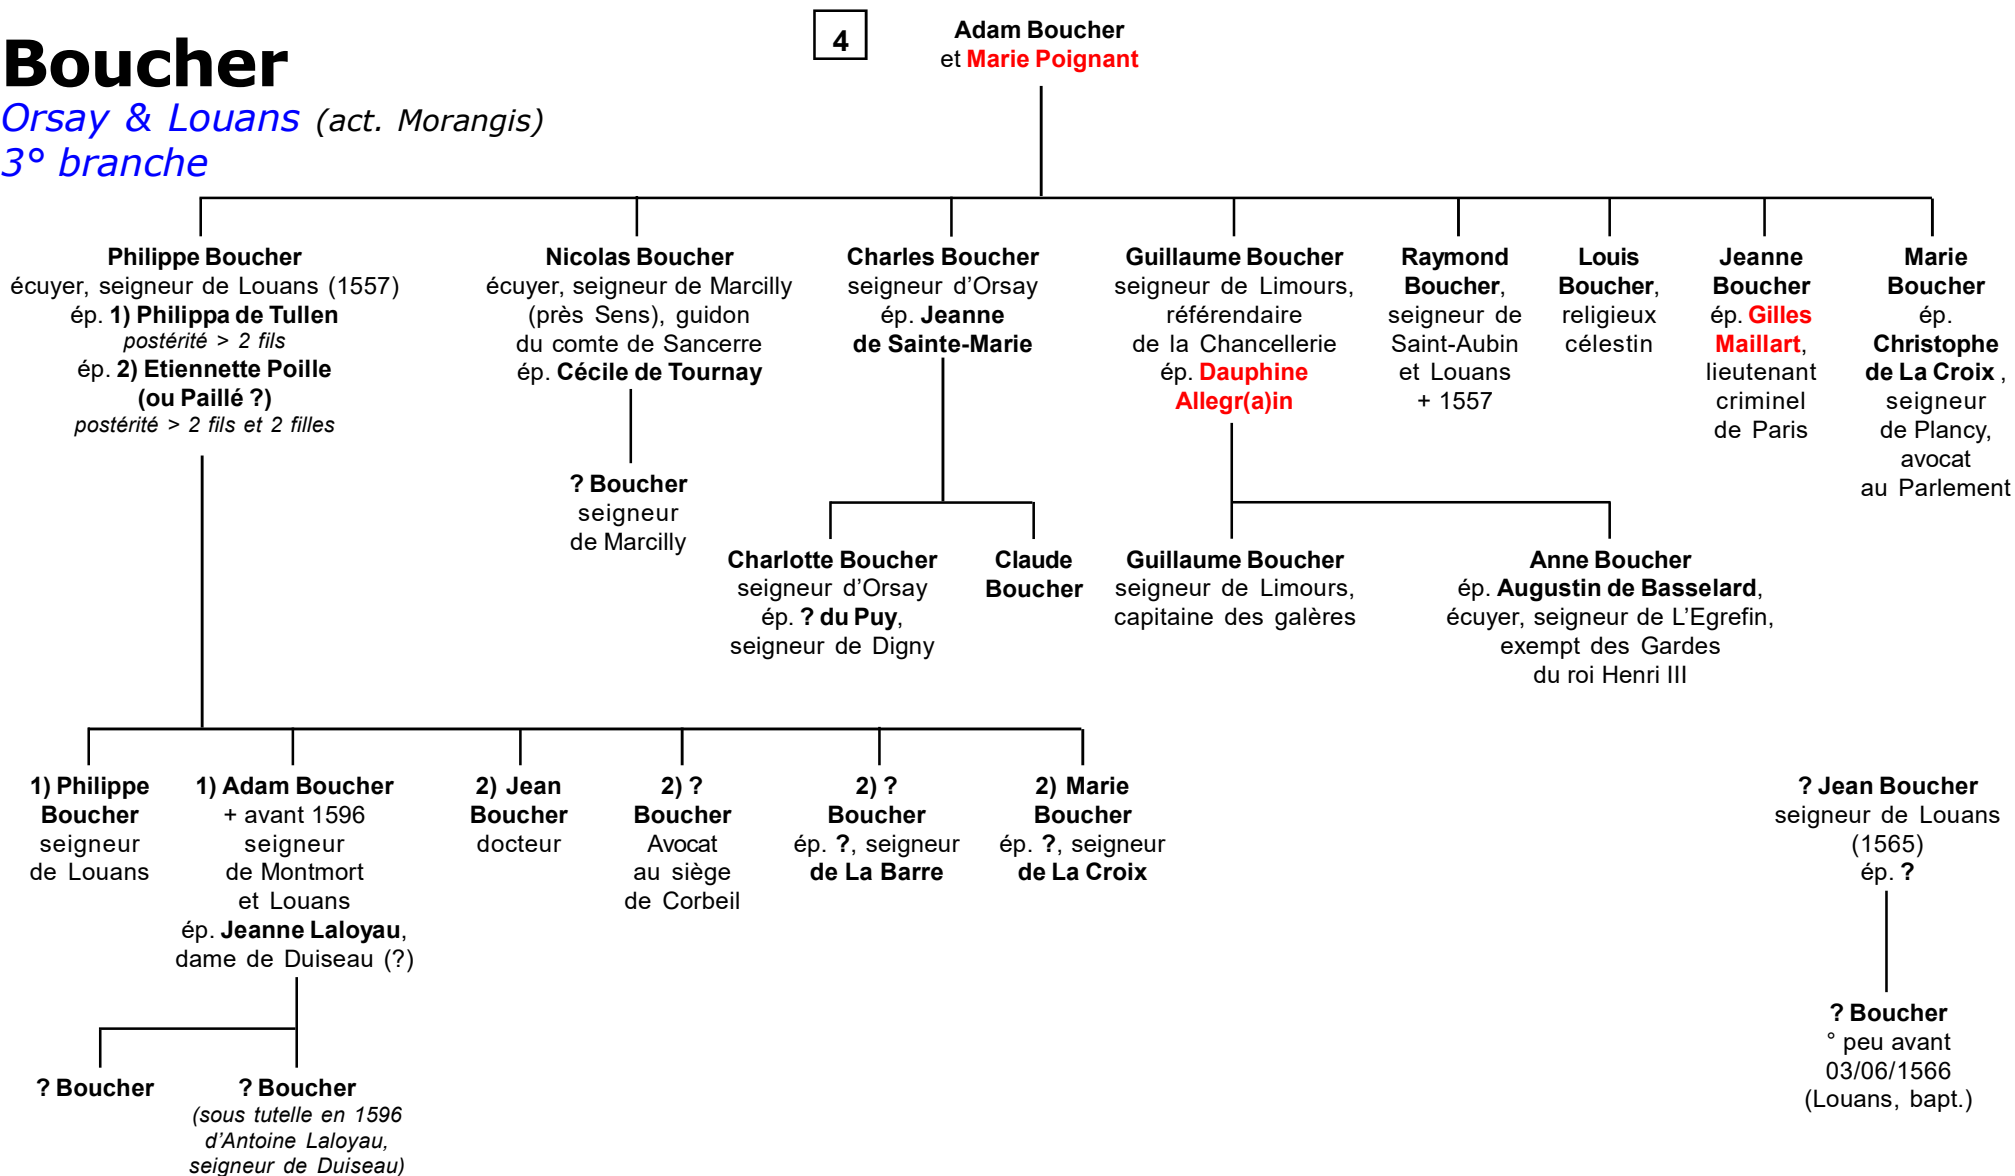 Boucher
Orsay & Louans (act. Morangis)
3° branche
4
Adam Boucher
et Marie Poignant
Philippe Boucher
écuyer, seigneur de Louans (1557)
ép. 1) Philippa de Tullen
postérité > 2 fils
ép. 2) Etiennette Poille
(ou Paillé ?)
postérité > 2 fils et 2 filles
Nicolas Boucher
écuyer, seigneur de Marcilly
(près Sens), guidon
du comte de Sancerre
ép. Cécile de Tournay
Charles Boucher
seigneur d'Orsay
ép. Jeanne
de Sainte-Marie
Guillaume Boucher
seigneur de Limours,
référendaire
de la Chancellerie
ép. Dauphine
Allegr(a)in
Raymond
Boucher,
seigneur de
Saint-Aubin
et Louans
+ 1557
Louis
Boucher,
religieux
célestin
Jeanne
Boucher
ép. Gilles
Maillart,
lieutenant
criminel
de Paris
Marie
Boucher
ép.
Christophe
de La Croix ,
seigneur
de Plancy,
avocat
au Parlement
? Boucher
seigneur
de Marcilly
Charlotte Boucher
seigneur d'Orsay
ép. ? du Puy,
seigneur de Digny
Claude
Boucher
Guillaume Boucher
seigneur de Limours,
capitaine des galères
Anne Boucher
ép. Augustin de Basselard,
écuyer, seigneur de L'Egrefin,
exempt des Gardes
du roi Henri III
1) Philippe
Boucher
seigneur
de Louans
1) Adam Boucher
+ avant 1596
seigneur
de Montmort
et Louans
ép. Jeanne Laloyau,
dame de Duiseau (?)
2) Jean
Boucher
docteur
2) ?
Boucher
Avocat
au siège
de Corbeil
2) ?
Boucher
ép. ?, seigneur
de La Barre
2) Marie
Boucher
ép. ?, seigneur
de La Croix
? Jean Boucher
seigneur de Louans
(1565)
ép. ?
? Boucher
? Boucher
(sous tutelle en 1596
d'Antoine Laloyau,
seigneur de Duiseau)
? Boucher
° peu avant
03/06/1566
(Louans, bapt.)